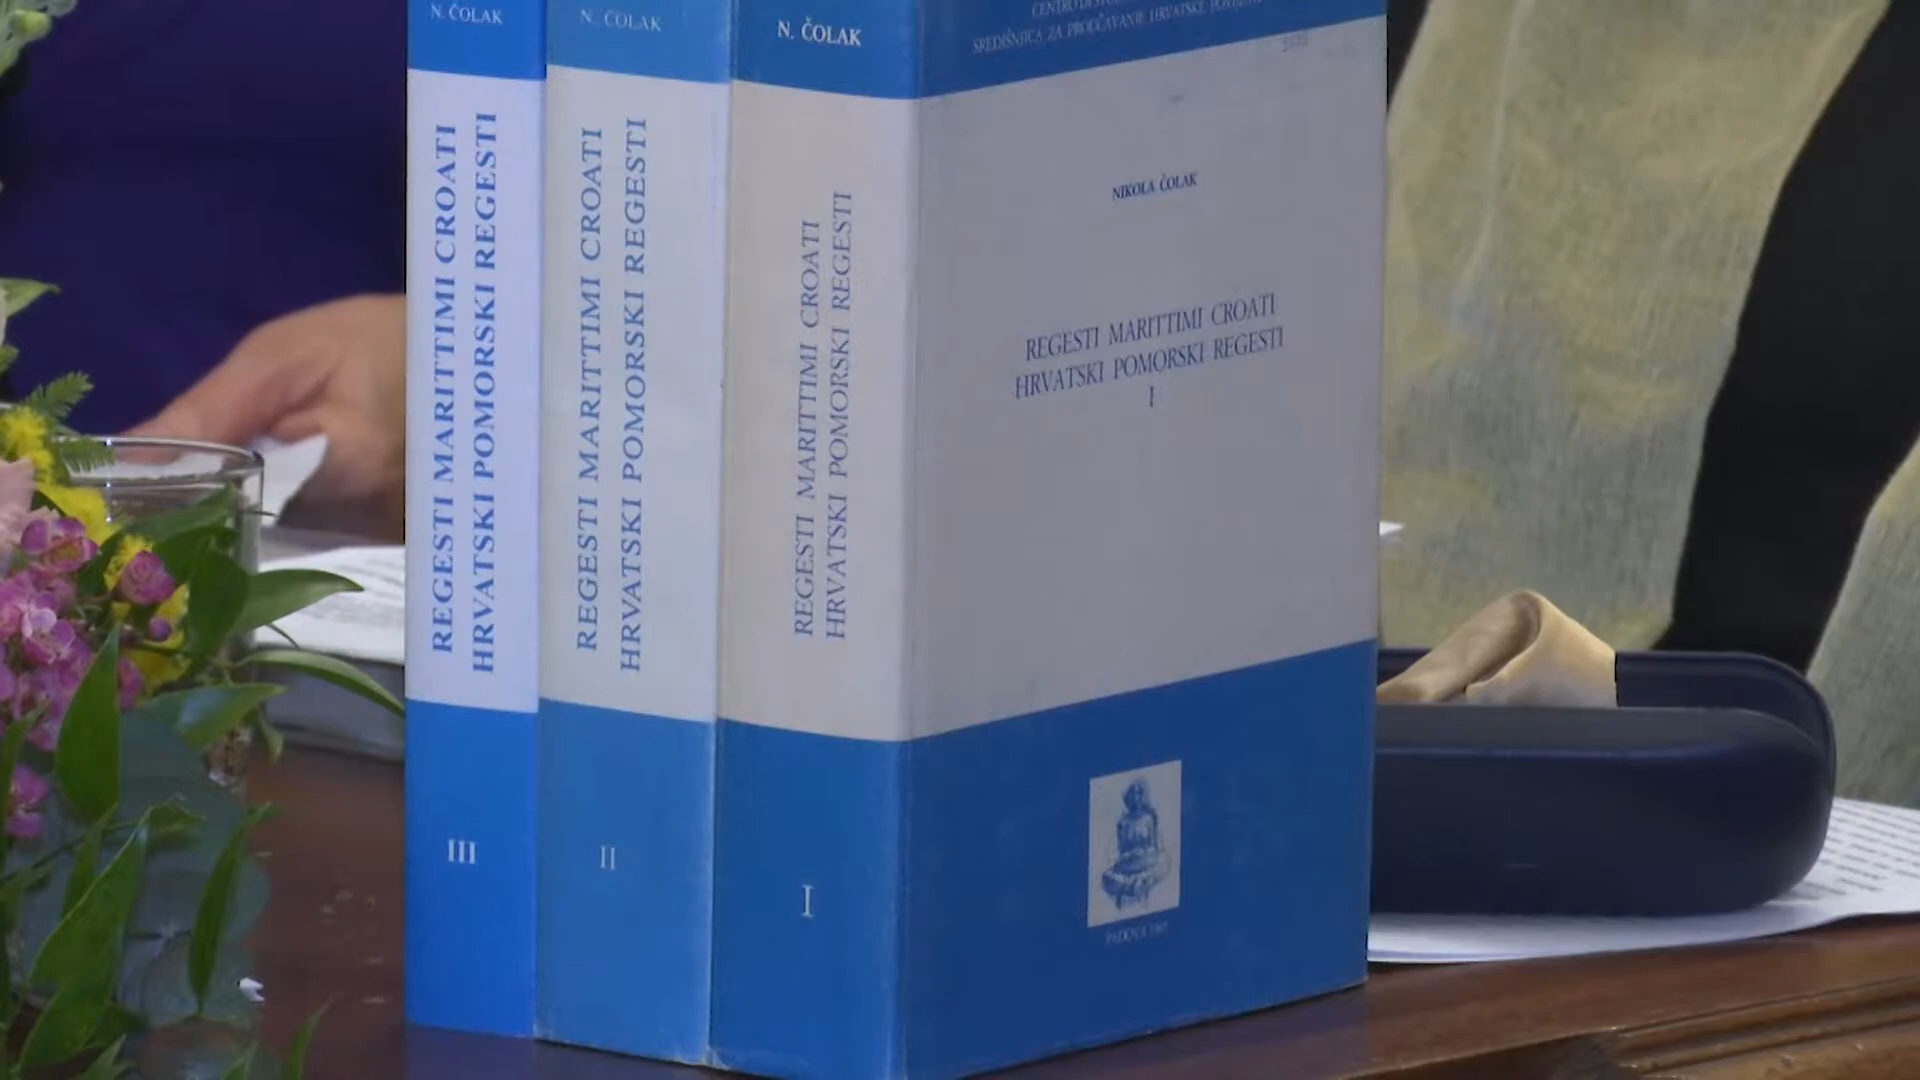 N. ČOLAK
REGESTI MARITTIMI CROATI
HRVATSKI POMORSKI REGESTI
III
N. ČOLAK
REGESTI MARITTIMI CROATI
HRVATSKI POMORSKI REGESTI
II
N. ČOLAK
REGESTI MARITTIMI CROATI
HRVATSKI POMORSKI REGESTI
I
SREDIŠNJICA ZA PROUČAVANJE HRVATSKE
NIKOLA ČOLAK
REGESTI MARITTIMI CROATI
HRVATSKI POMORSKI REGESTI
I
PADOVA